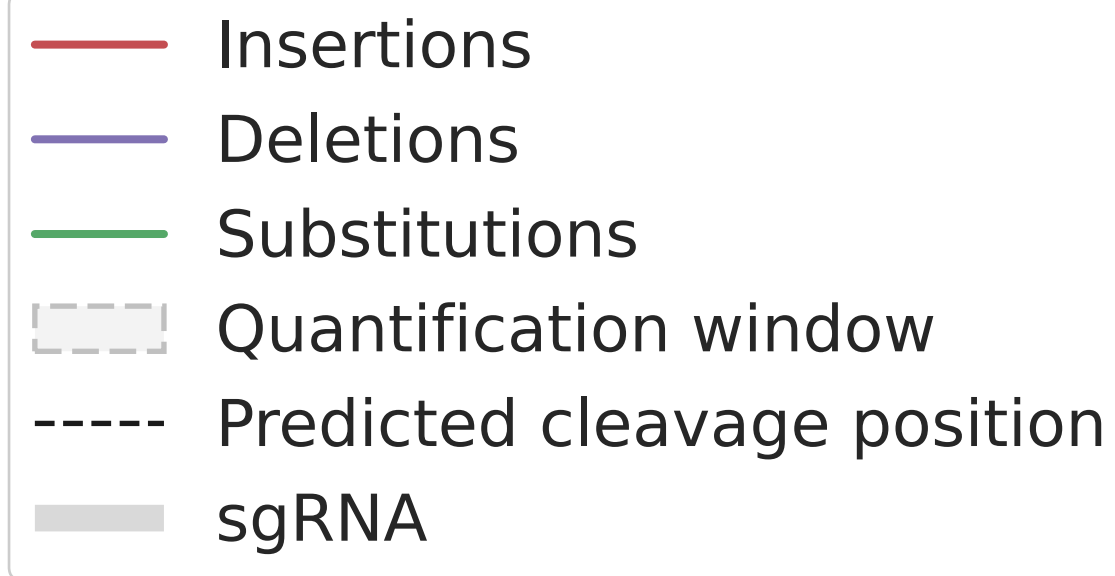 Insertions
Deletions
Substitutions
Quantification window
Predicted cleavage position
sgRNA